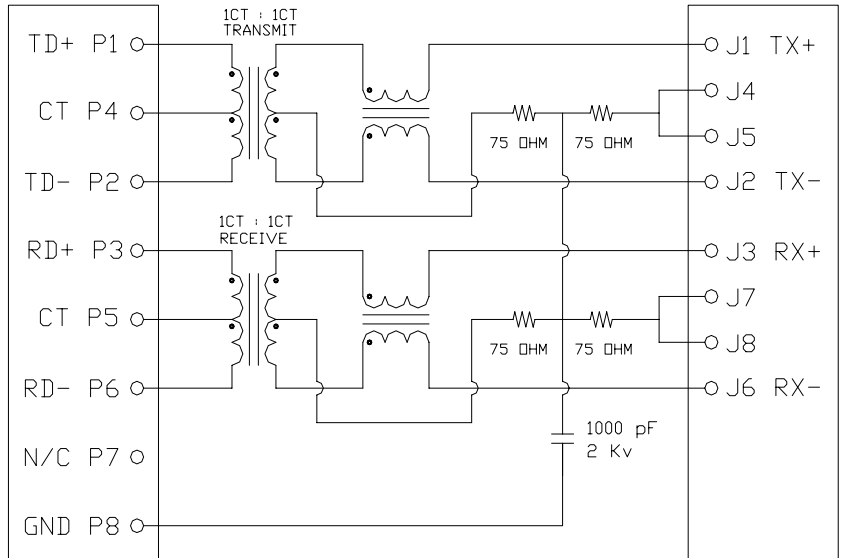 1CT : 1CT
TRANSMIT
TD+ P1
J1 TX+
J4
CT P4
75 OHM
75 OHM
J5
TD- P2
J2 TX-
1CT : 1CT
RECEIVE
RD+ P3
J3 RX+
J7
CT P5
75 OHM
75 OHM
J8
RD- P6
J6 RX-
1000 pF
2 Kv
N/C P7
GND P8